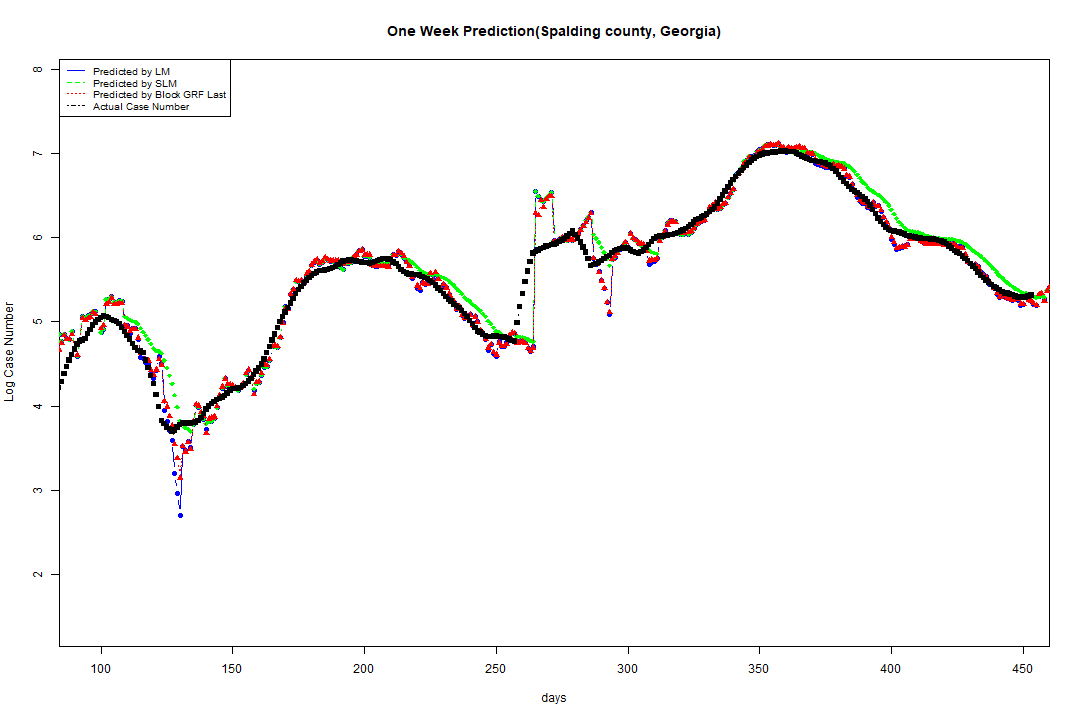 One Week Prediction(Spalding county, Georgia)
8
Predicted by LM
Predicted by SLM
Predicted by Block GRF Last
Actual Case Number
7
6
5
4
3
2
Log Case Number
100 150 200 250 300 350 400 450
days